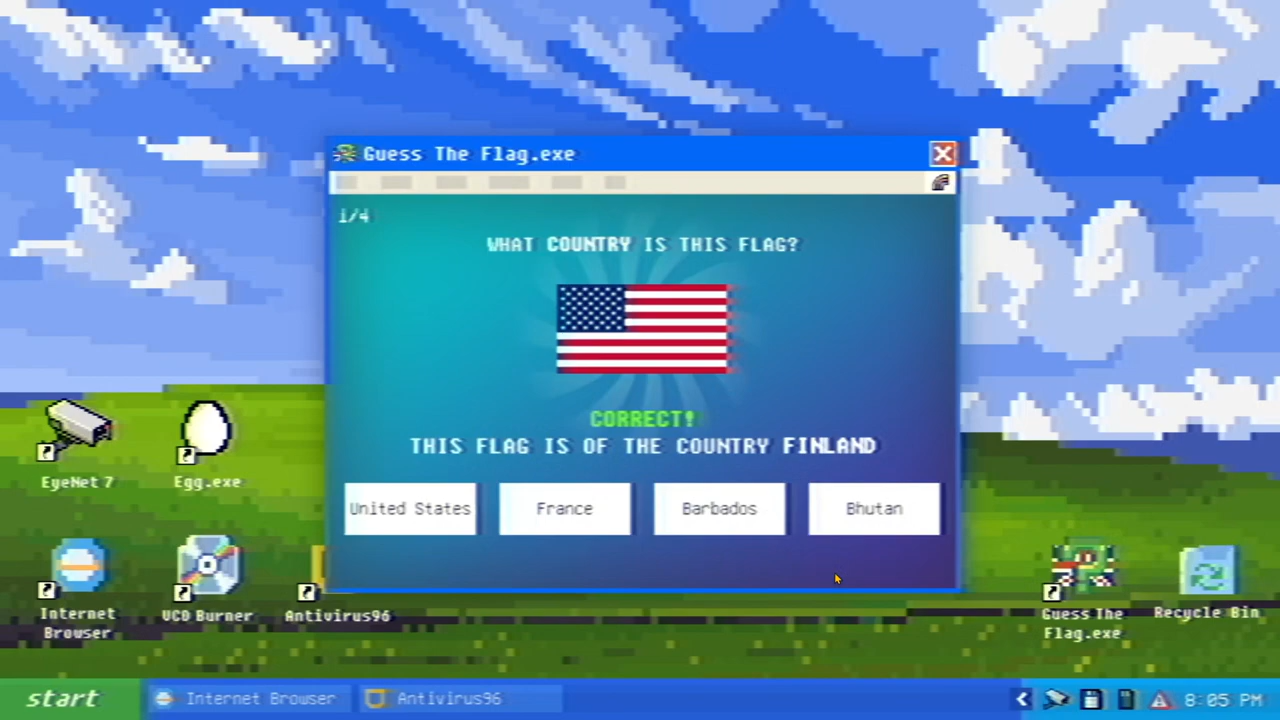 Guess The Flag.exe
1/4
WHAT COUNTRY IS THIS FLAG?
CORRECT!
THIS FLAG IS OF THE COUNTRY FINLAND
United States
France
Barbados
Bhutan
EyeNet 7
Egg.exe
Internet
Browser
VCD Burner
Antivirus96
Guess The
Flag.exe
Recycle Bin
start
Internet Browser
Antivirus96
8:05 PM